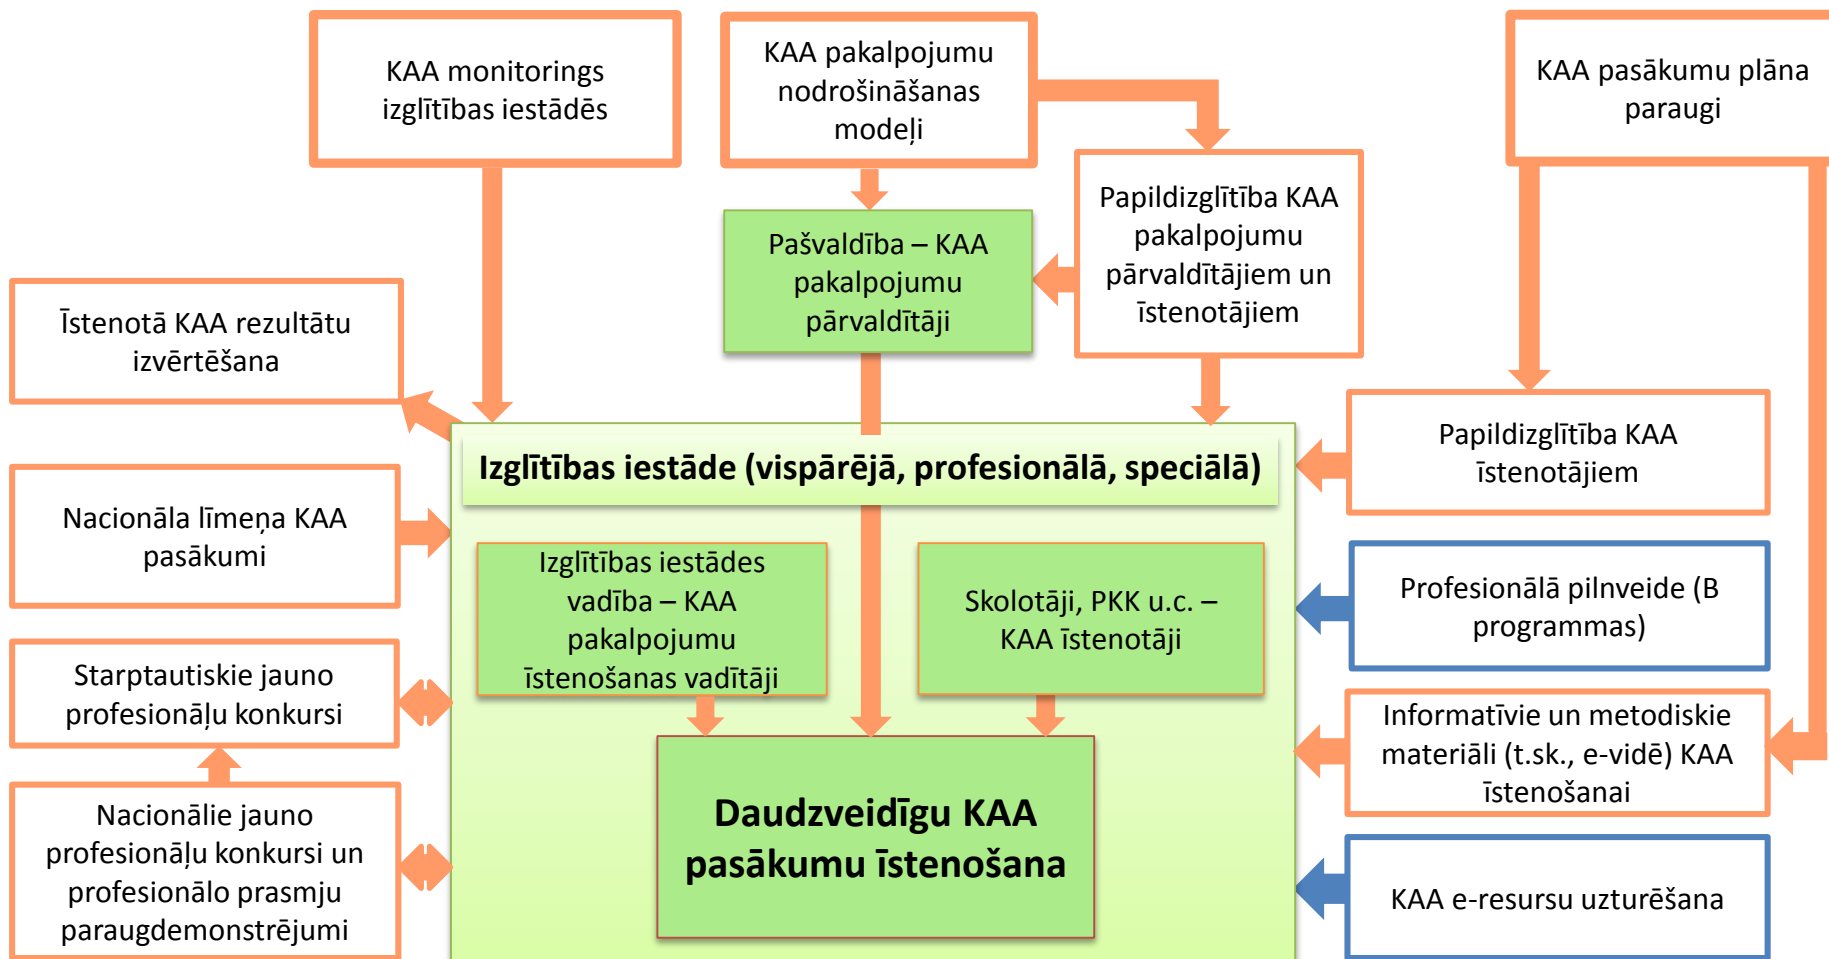 KAA monitorings
izglītības iestādēs
KAA pakalpojumu
nodrošināšanas
modeļi
KAA pasākumu plāna
paraugi
Papildizglītība KAA
pakalpojumu
pārvaldītājiem un
īstenotājiem
Pašvaldība – KAA
pakalpojumu
pārvaldītāji
Īstenotā KAA rezultātu
izvērtēšana
Papildizglītība KAA
īstenotājiem
Izglītības iestāde (vispārējā, profesionālā, speciālā)
Nacionāla līmeņa KAA
pasākumi
Izglītības iestādes
vadība – KAA
pakalpojumu
īstenošanas vadītāji
Skolotāji, PKK u.c. –
KAA īstenotāji
Profesionālā pilnveide (B
programmas)
Starptautiskie jauno
profesionāļu konkursi
Informatīvie un metodiskie
materiāli (t.sk., e-vidē) KAA
īstenošanai
Daudzveidīgu KAA
pasākumu īstenošana
Nacionālie jauno
profesionāļu konkursi un
profesionālo prasmju
paraugdemonstrējumi
KAA e-resursu uzturēšana